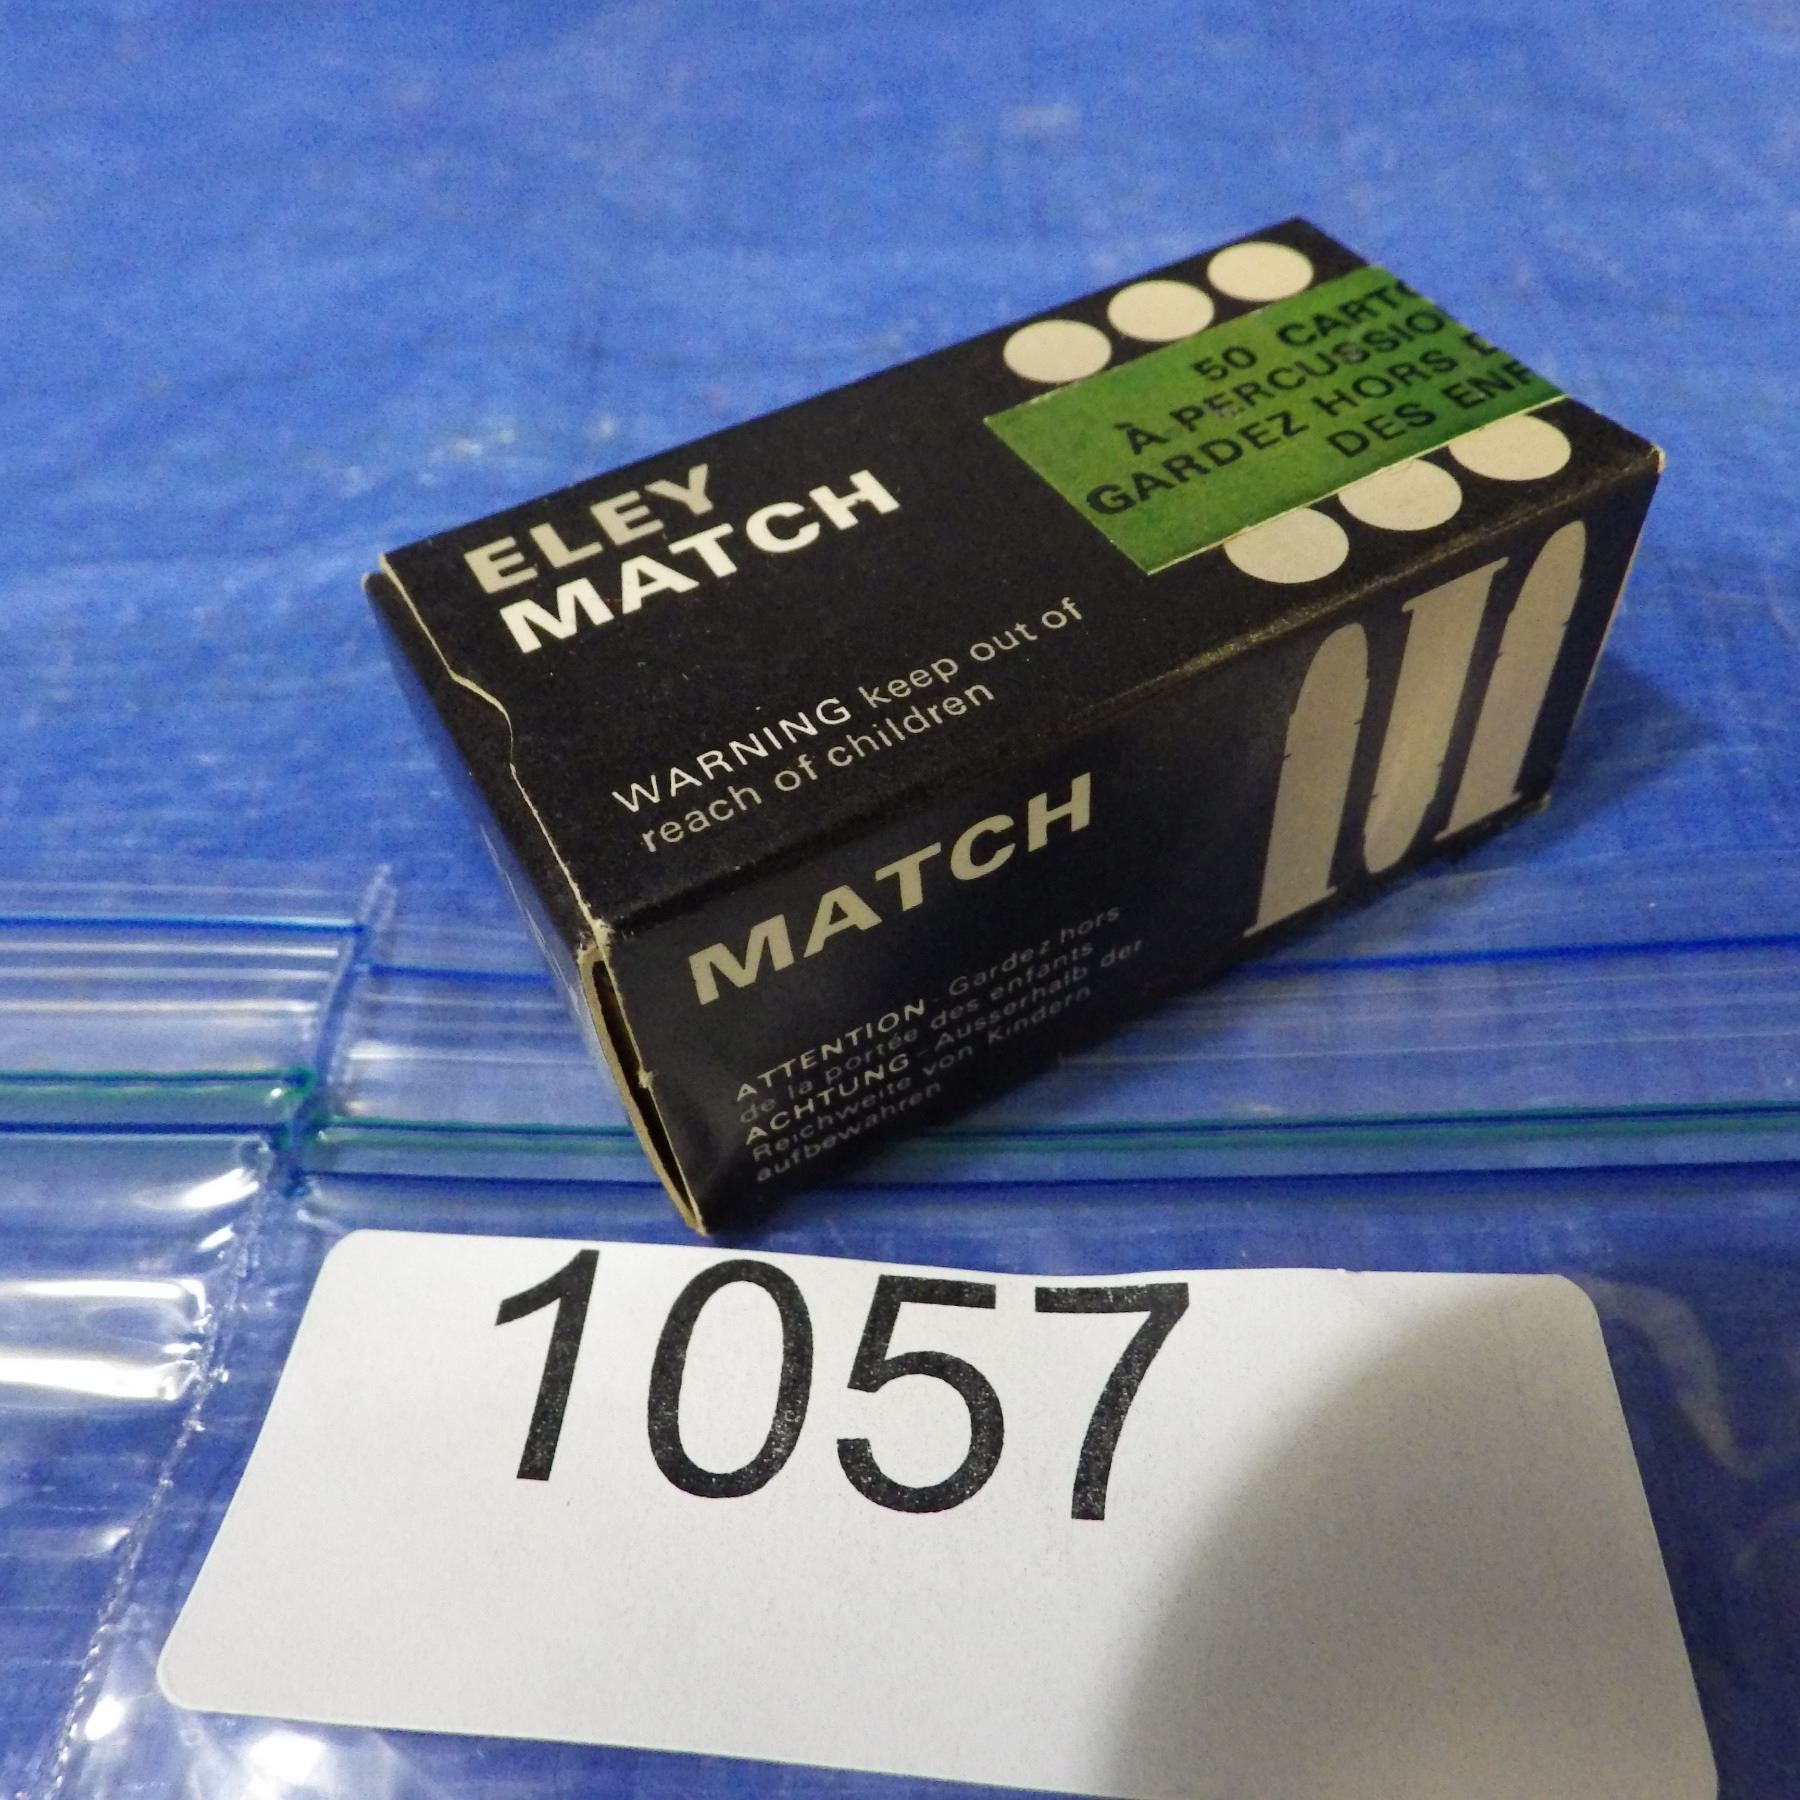 ELEY
MATCH
WARNING keep out of
reach of children
50 CARTO
À PERCUSSIO
GARDEZ HORS D
DES ENF
MATCH
ATTENTION - Gardez hors
de la portée des enfants
ACHTUNG - Ausserhalb der
Reichweite von Kindern
aufbewahren
1057